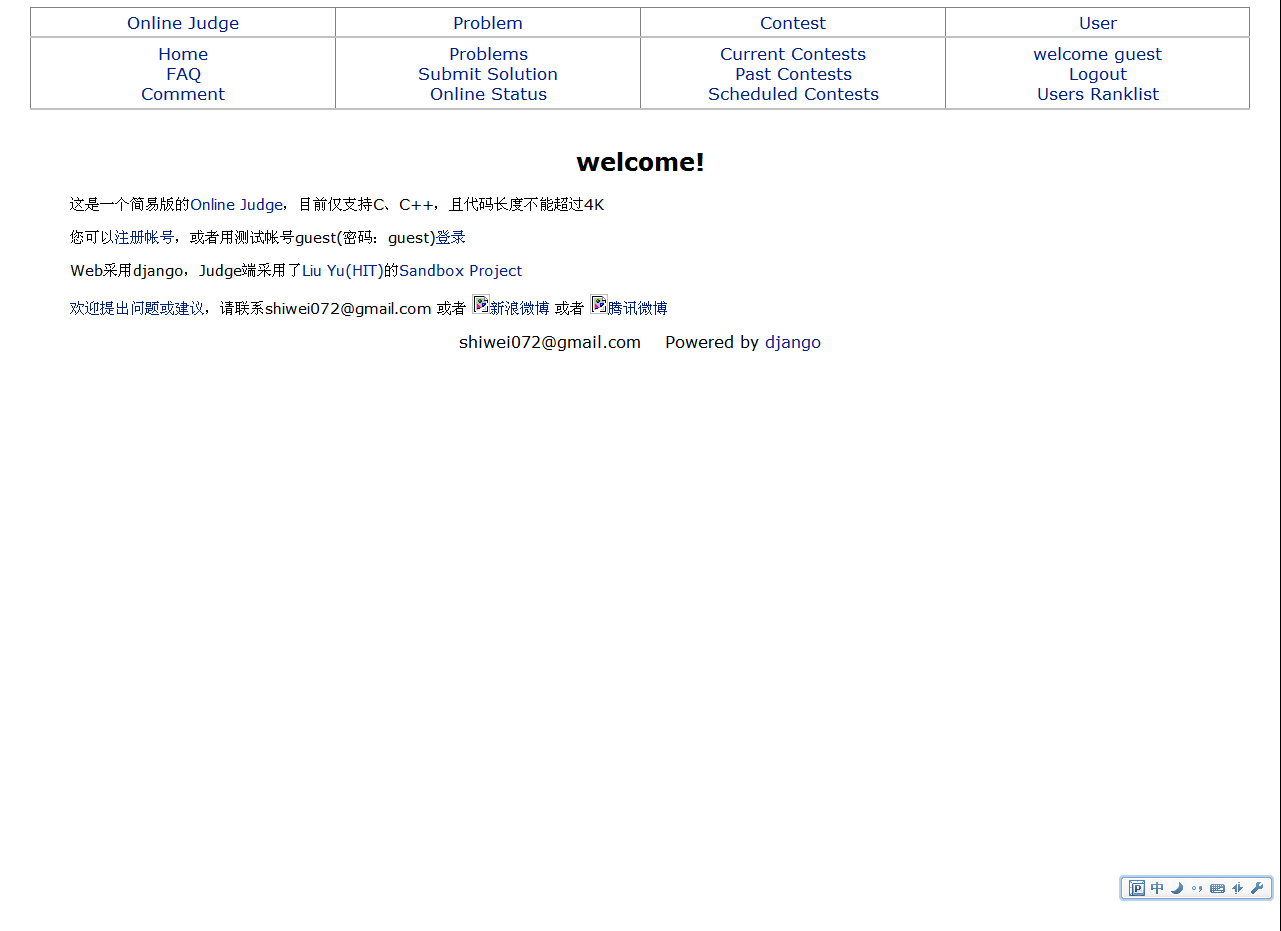 Online Judge Problem Contest User
Home Problems Current Contests welcome guest
FAQ Submit Solution Past Contests Logout
Comment Online Status Scheduled Contests Users Ranklist
welcome!
这是一个简易版的Online Judge，目前仅支持C、C++，且代码长度不能超过4K
您可以注册帐号，或者用测试帐号guest(密码：guest)登录
Web采用django，Judge端采用了Liu Yu(HIT)的Sandbox Project
欢迎提出问题或建议，请联系shiwei072@gmail.com 或者 新浪微博 或者 腾讯微博
shiwei072@gmail.com Powered by django
P 中